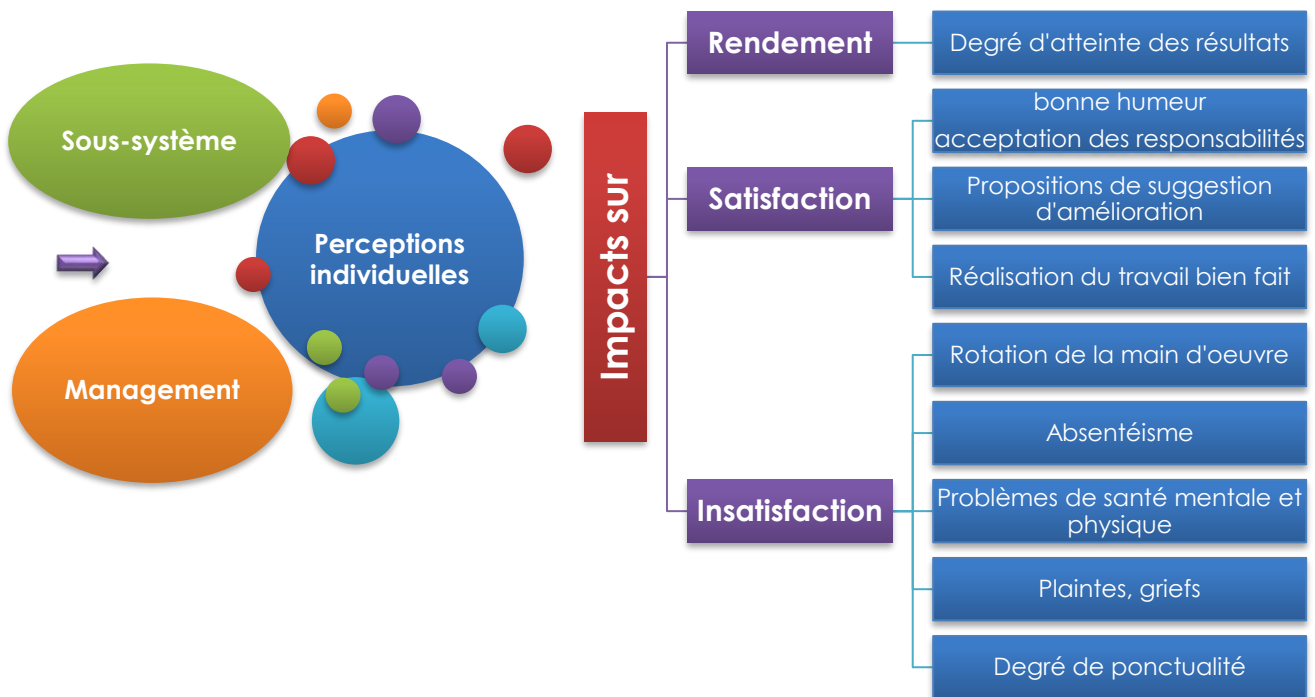 Sous-système
Management
Perceptions
individuelles
Impacts sur
Rendement
Degré d'atteinte des résultats
Satisfaction
bonne humeur
acceptation des responsabilités
Propositions de suggestion
d'amélioration
Réalisation du travail bien fait
Insatisfaction
Rotation de la main d'oeuvre
Absentéisme
Problèmes de santé mentale et
physique
Plaintes, griefs
Degré de ponctualité